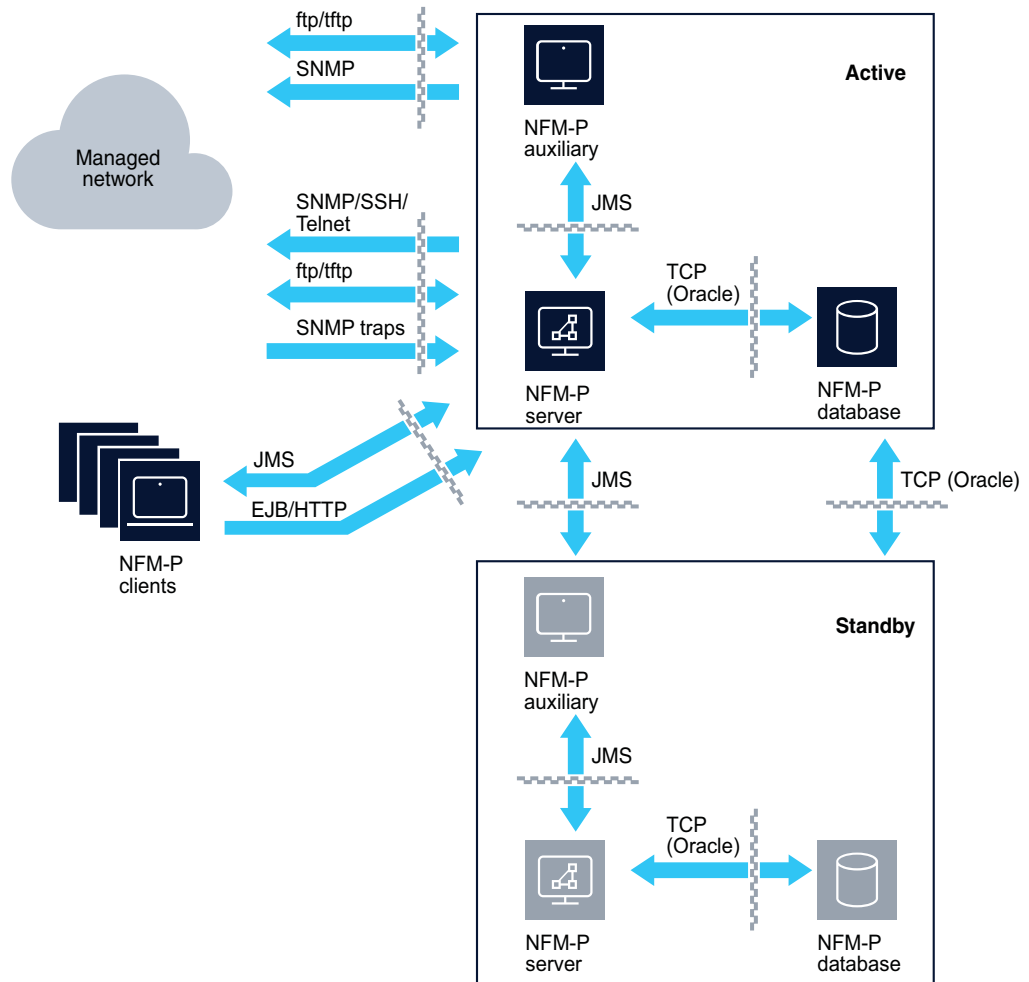 ftp/tftp
SNMP
Active
Managed
network
NFM-P
auxiliary
JMS
SNMP/SSH/
Telnet
ftp/tftp
SNMP traps
TCP
(Oracle)
NFM-P
server
NFM-P
database
JMS
EJB/HTTP
NFM-P
clients
JMS
TCP (Oracle)
Standby
NFM-P
auxiliary
JMS
TCP
(Oracle)
NFM-P
server
NFM-P
database